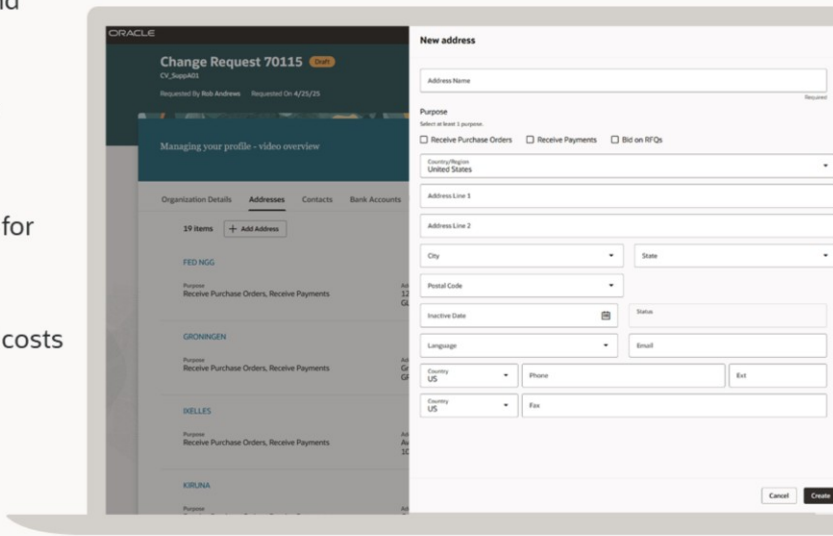 for
costs
ORACLE
Change Request 70115 Draft
CV_SuppA01
Requested By Rob Andrews Requested On 4/25/25
Managing your profile - video overview
Organization Details Addresses Contacts Bank Accounts
19 items + Add Address
FED NGG
Purpose
Receive Purchase Orders, Receive Payments
GRONINGEN
Purpose
Receive Purchase Orders, Receive Payments
IXELLES
Purpose
Receive Purchase Orders, Receive Payments
KIRUNA
Purpose
New address
Address Name
Required
Purpose
Select at least 1 purpose.
Receive Purchase Orders Receive Payments Bid on RFQs
Country/Region
United States
Address Line 1
Address Line 2
City State
Postal Code
Inactive Date Status
Language Email
Country
US Phone Ext
Country
US Fax
Cancel Create